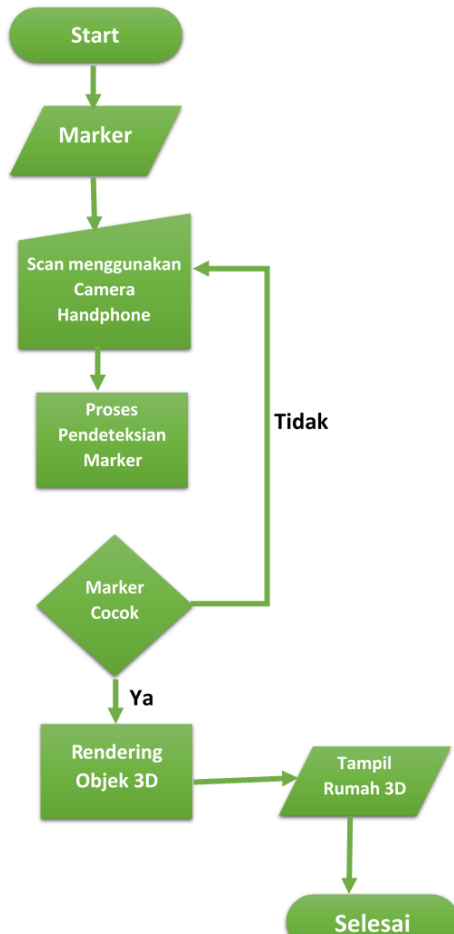 Start
Marker
Scan menggunakan
Camera
Handphone
Proses
Pendeteksian
Marker
Tidak
Marker
Cocok
Ya
Rendering
Objek 3D
Tampil
Rumah 3D
Selesai